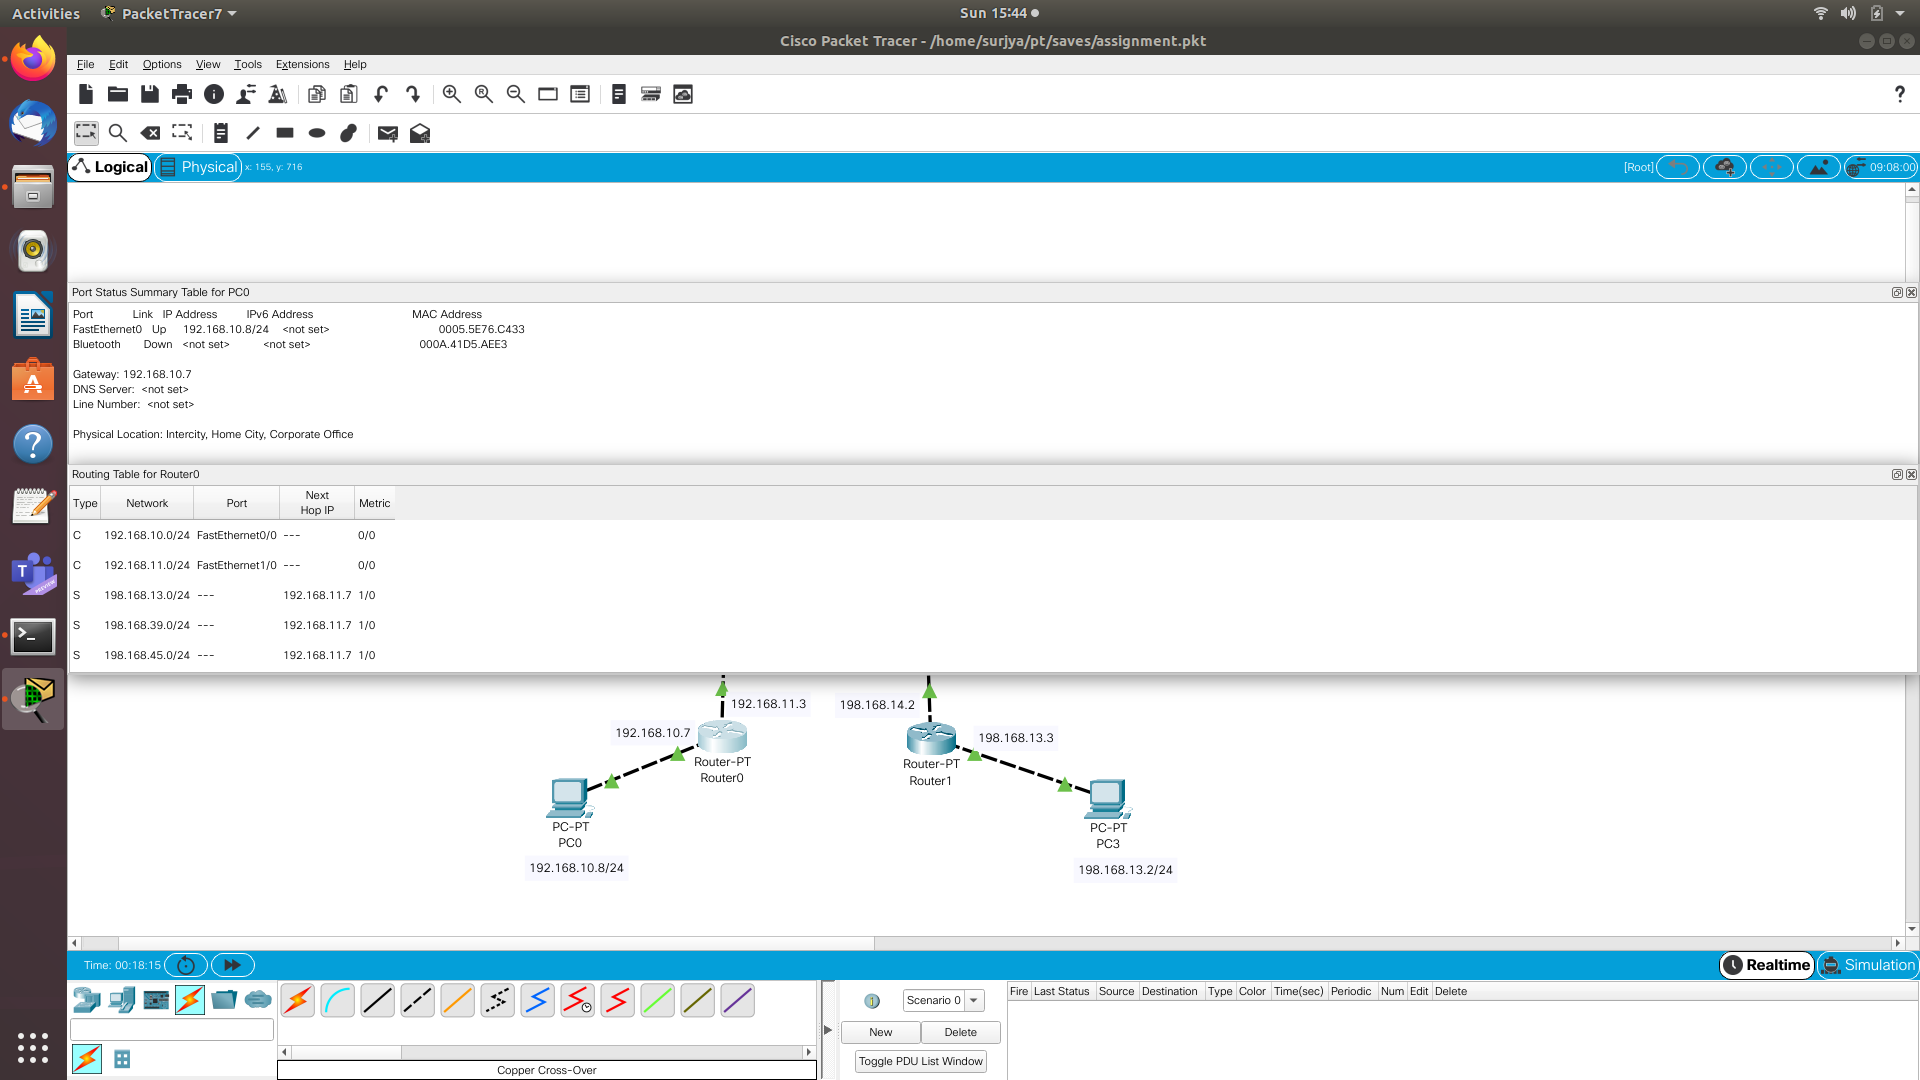 Activities PacketTracer7 Sun 15:44
Cisco Packet Tracer - /home/surjya/pt/saves/assignment.pkt
File Edit Options View Tools Extensions Help
?
Logical Physical x: 155, y: 716 [Root] 09:08:00
Port Status Summary Table for PC0
Port Link IP Address IPv6 Address MAC Address
FastEthernet0 Up 192.168.10.8/24 <not set> 0005.5E76.C433
Bluetooth Down <not set> <not set> 000A.41D5.AEE3
Gateway: 192.168.10.7
DNS Server: <not set>
Line Number: <not set>
Physical Location: Intercity, Home City, Corporate Office
Routing Table for Router0
Type Network Port Next Hop IP Metric
C 192.168.10.0/24 FastEthernet0/0 --- 0/0
C 192.168.11.0/24 FastEthernet1/0 --- 0/0
S 198.168.13.0/24 --- 192.168.11.7 1/0
S 198.168.39.0/24 --- 192.168.11.7 1/0
S 198.168.45.0/24 --- 192.168.11.7 1/0
192.168.11.3 198.168.14.2
192.168.10.7 198.168.13.3
Router-PT Router-PT
Router0 Router1
PC-PT PC-PT
PC0 PC3
192.168.10.8/24 198.168.13.2/24
Time: 00:18:15 Realtime Simulation
Scenario 0 Fire Last Status Source Destination Type Color Time(sec) Periodic Num Edit Delete
New Delete
Toggle PDU List Window
Copper Cross-Over